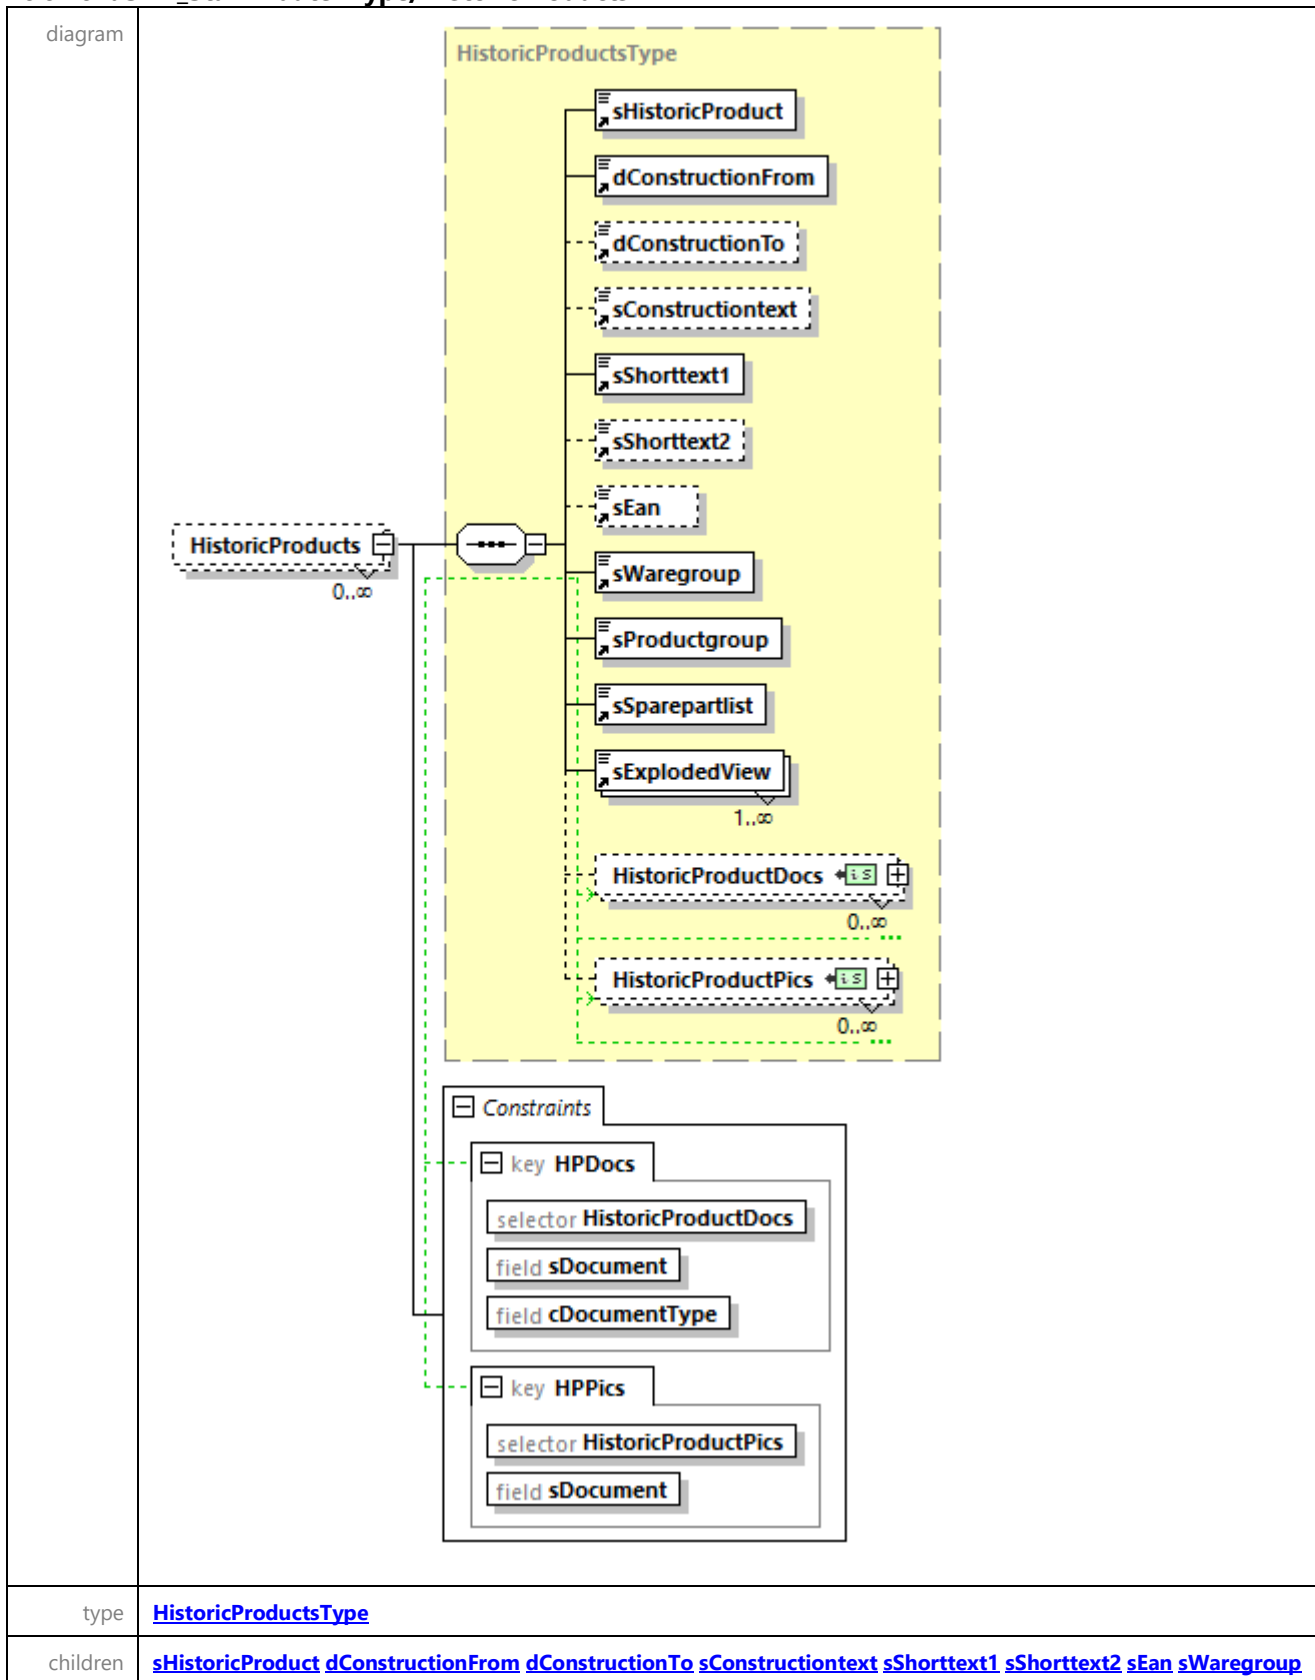 diagram
HistoricProductsType
sHistoricProduct
dConstructionFrom
dConstructionTo
sConstructiontext
sShorttext1
sShorttext2
sEan
HistoricProducts
0..∞
sWaregroup
sProductgroup
sSparepartlist
sExplodedView
1..∞
HistoricProductDocs
0..∞
HistoricProductPics
0..∞
Constraints
key HPDocs
selector HistoricProductDocs
field sDocument
field cDocumentType
key HPPics
selector HistoricProductPics
field sDocument
type HistoricProductsType
children sHistoricProduct dConstructionFrom dConstructionTo sConstructiontext sShorttext1 sShorttext2 sEan sWaregroup